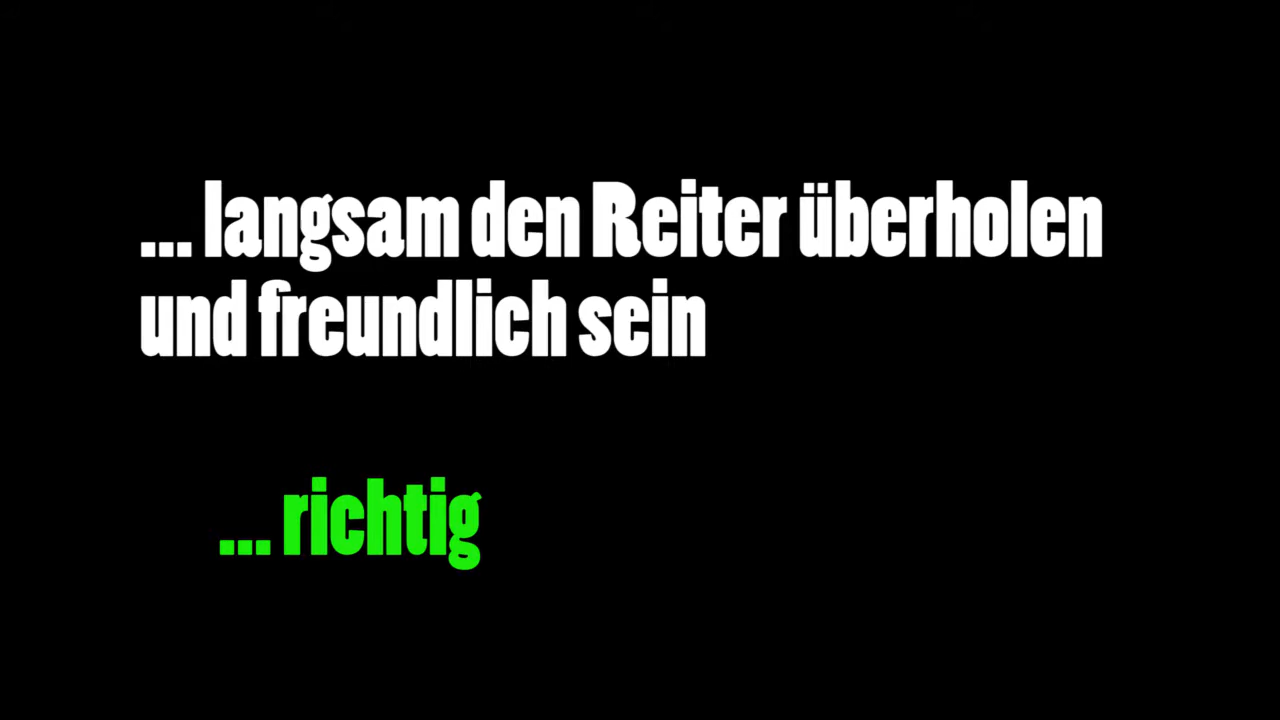 ... langsam den Reiter überholen
und freundlich sein
... richtig